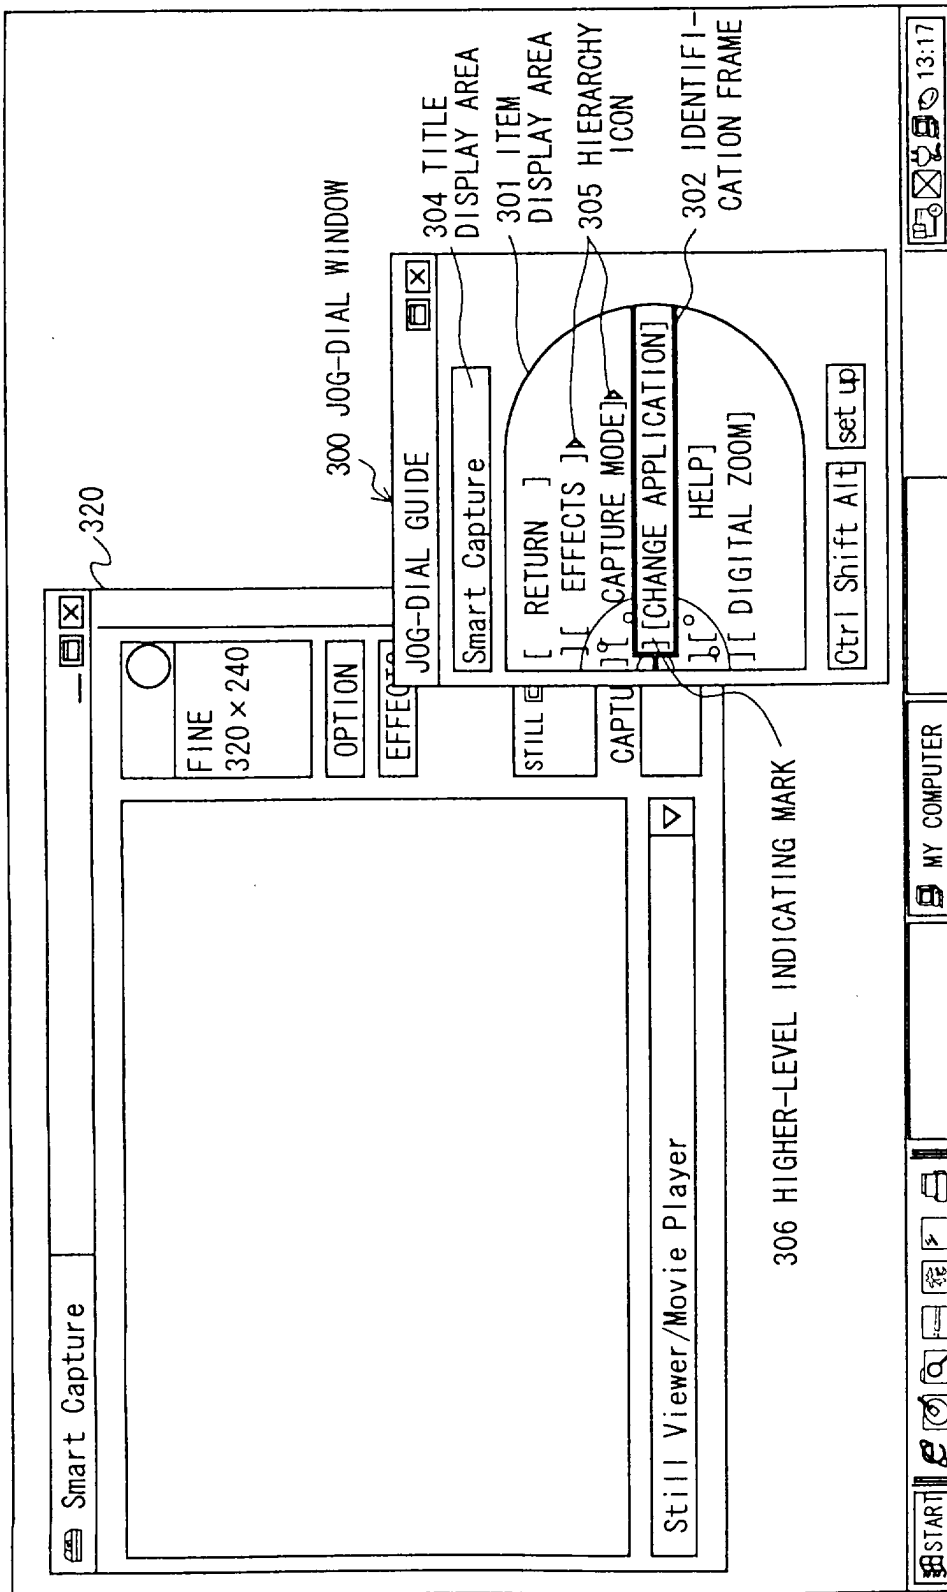 Smart Capture
320
FINE
320×240
OPTION
EFFECTS
STILL
CAPTU
Still Viewer/Movie Player
300 JOG-DIAL WINDOW
JOG-DIAL GUIDE
Smart Capture
[ RETURN ]
][ EFFECTS ]
][ CAPTURE MODE]
][CHANGE APPLICATION]
][ HELP]
][ DIGITAL ZOOM]
Ctrl Shift Alt set up
304 TITLE
DISPLAY AREA
301 ITEM
DISPLAY AREA
305 HIERARCHY
ICON
302 IDENTIFI-
CATION FRAME
306 HIGHER-LEVEL INDICATING MARK
START
MY COMPUTER
13:17